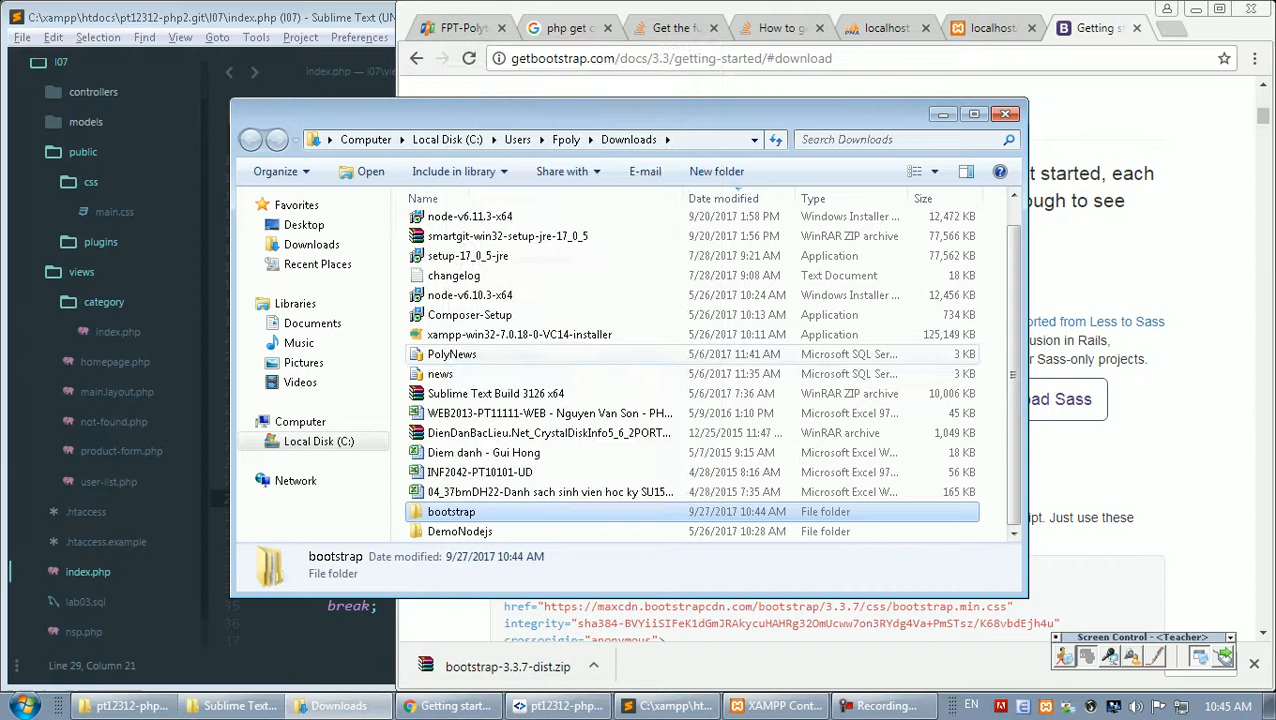 C:\xampp\htdocs\pt12312-php2.git\l07\index.php (l07) - Sublime Text (UN
File Edit Selection Find View Goto Tools Project Preferences
l07
controllers
models
public
css
main.css
plugins
views
category
index.php
homepage.php
main.layout.php
not-found.php
product-form.php
user-list.php
.htaccess
.htaccess.example
index.php
lab03.sql
nsp.php
Line 29, Column 21
Index.php — l07\vie
35
36
37
break;
FPT-Polyt
php get c
Get the fu
How to g
localhost
localhost/
Getting s
getbootstrap.com/docs/3.3/getting-started/#download
t started, each
ough to see
orted from Less to Sass
usion in Rails,
r Sass-only projects.
ad Sass
ript. Just use these
href="https://maxcdn.bootstrapcdn.com/bootstrap/3.3.7/css/bootstrap.min.css"
Computer Local Disk (C:) Users Fpoly Downloads
Search Downloads
Organize Open Include in library Share with E-mail New folder
Favorites
Desktop
Downloads
Recent Places
Libraries
Documents
Music
Pictures
Videos
Computer
Local Disk (C:)
Network
Name Date modified Type Size
node-v6.11.3-x64 9/20/2017 1:58 PM Windows Installer ... 12,472 KB
smartgit-win32-setup-jre-17_0_5 9/20/2017 1:56 PM WinRAR ZIP archive 77,566 KB
setup-17_0_5-jre 7/28/2017 9:21 AM Application 77,562 KB
changelog 7/28/2017 9:08 AM Text Document 18 KB
node-v6.10.3-x64 5/26/2017 10:24 AM Windows Installer ... 12,456 KB
Composer-Setup 5/26/2017 10:13 AM Application 734 KB
xampp-win32-7.0.18-0-VC14-installer 5/26/2017 10:11 AM Application 125,149 KB
PolyNews 5/6/2017 11:41 AM Microsoft SQL Ser... 3 KB
news 5/6/2017 11:35 AM Microsoft SQL Ser... 3 KB
Sublime Text Build 3126 x64 5/6/2017 7:36 AM WinRAR ZIP archive 10,006 KB
WEB2013-PT11111-WEB - Nguyen Van Son - PH... 5/9/2016 1:10 PM Microsoft Excel 97... 45 KB
DienDanBacLieu.Net_CrystalDiskInfo5_6_2PORT... 12/25/2015 11:47 ... WinRAR archive 1,049 KB
Diem danh - Gui Hong 5/7/2015 9:15 AM Microsoft Excel W... 18 KB
INF2042-PT10101-UD 4/28/2015 8:16 AM Microsoft Excel 97... 56 KB
04_37bmDH22-Danh sach sinh vien hoc ky SU15... 4/28/2015 7:35 AM Microsoft Excel W... 165 KB
bootstrap 9/27/2017 10:44 AM File folder
DemoNodejs 5/26/2017 10:28 AM File folder
bootstrap Date modified: 9/27/2017 10:44 AM
File folder
Screen Control - <Teacher>
bootstrap-3.3.7-dist.zip
pt12312-php...
Sublime Text...
Downloads
Getting start...
pt12312-php...
C:\xampp\ht...
XAMPP Cont...
Recording...
EN
10:45 AM